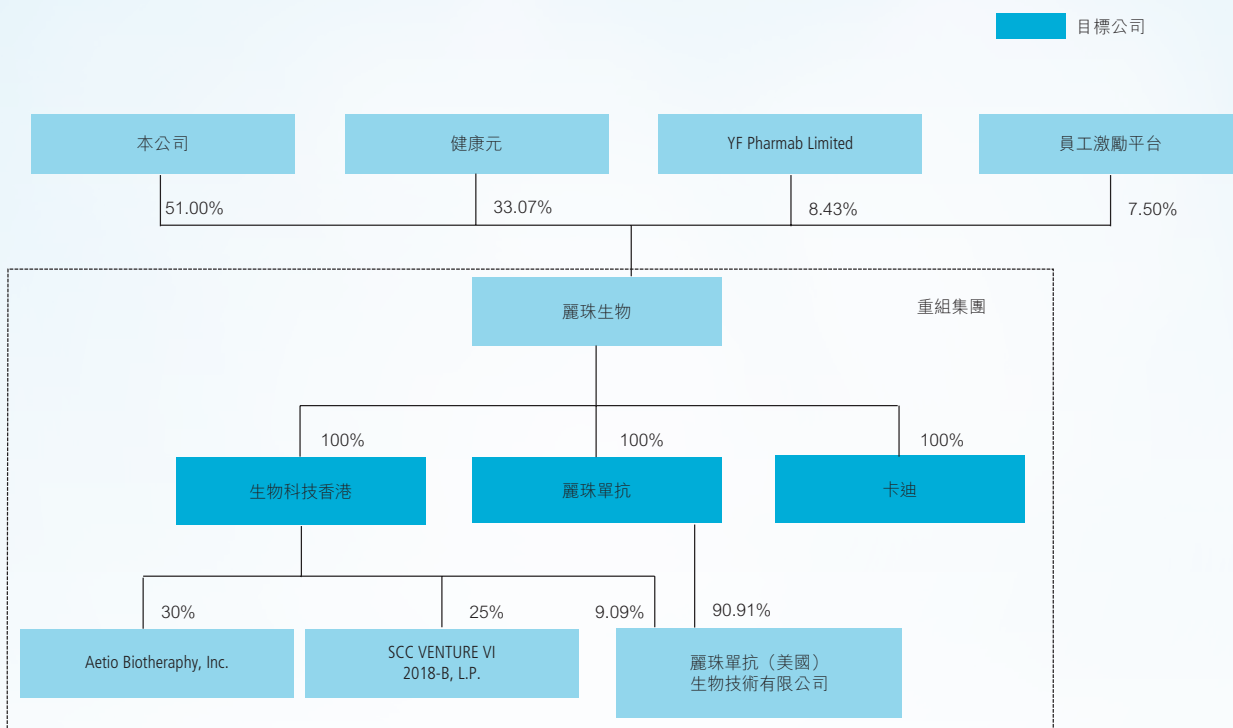 目標公司
本公司
健康元
YF Pharmab Limited
員工激勵平台
51.00%
33.07%
8.43%
7.50%
重組集團
麗珠生物
100%
100%
100%
生物科技香港
麗珠單抗
卡迪
30%
25%
9.09%
90.91%
Aetio Biotheraphy, Inc.
SCC VENTURE VI
2018-B, L.P.
麗珠單抗（美國）
生物技術有限公司